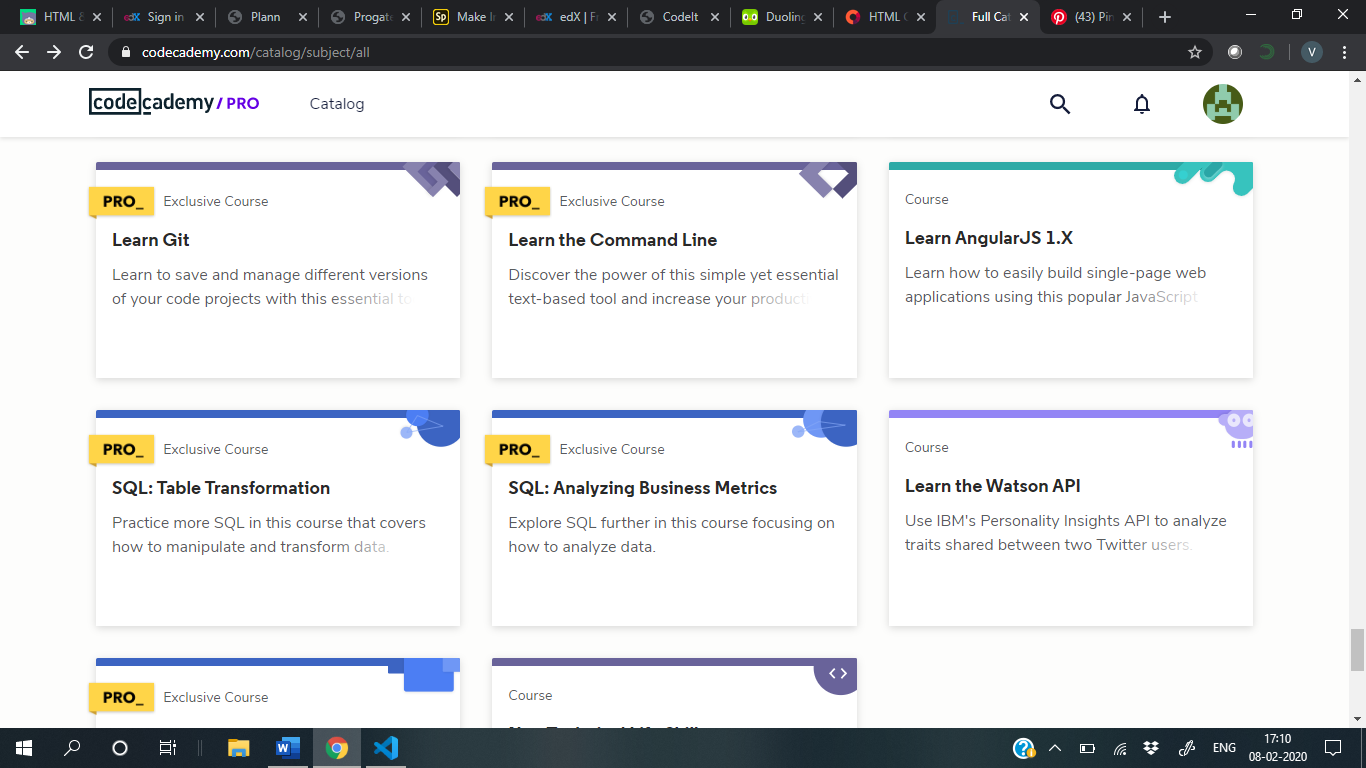 HTML &
Sign in
Plann
Progate
Sp
Make In
edX
edX | Fr
CodeIt
Duoling
HTML C
Full Cat
(43) Pin
codecademy.com/catalog/subject/all
V
codecademy / PRO
Catalog
PRO_ Exclusive Course
Learn Git
Learn to save and manage different versions
of your code projects with this essential to
PRO_ Exclusive Course
Learn the Command Line
Discover the power of this simple yet essential
text-based tool and increase your product
Course
Learn AngularJS 1.X
Learn how to easily build single-page web
applications using this popular JavaScript
PRO_ Exclusive Course
SQL: Table Transformation
Practice more SQL in this course that covers
how to manipulate and transform data.
PRO_ Exclusive Course
SQL: Analyzing Business Metrics
Explore SQL further in this course focusing on
how to analyze data.
Course
Learn the Watson API
Use IBM's Personality Insights API to analyze
traits shared between two Twitter users.
PRO_ Exclusive Course
Course
ENG
17:10
08-02-2020